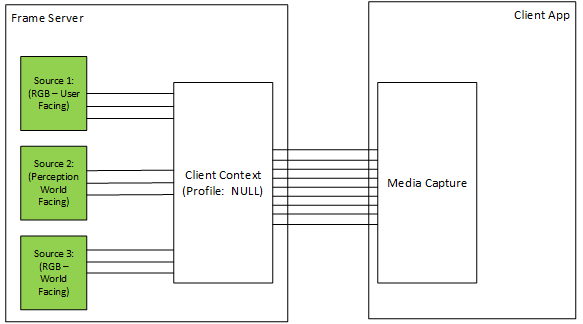 Frame Server
Client App
Source 1:
(RGB – User
Facing)
Source 2:
(Perception
World
Facing)
Source 3:
(RGB –
World
Facing)
Client Context
(Profile: NULL)
Media Capture